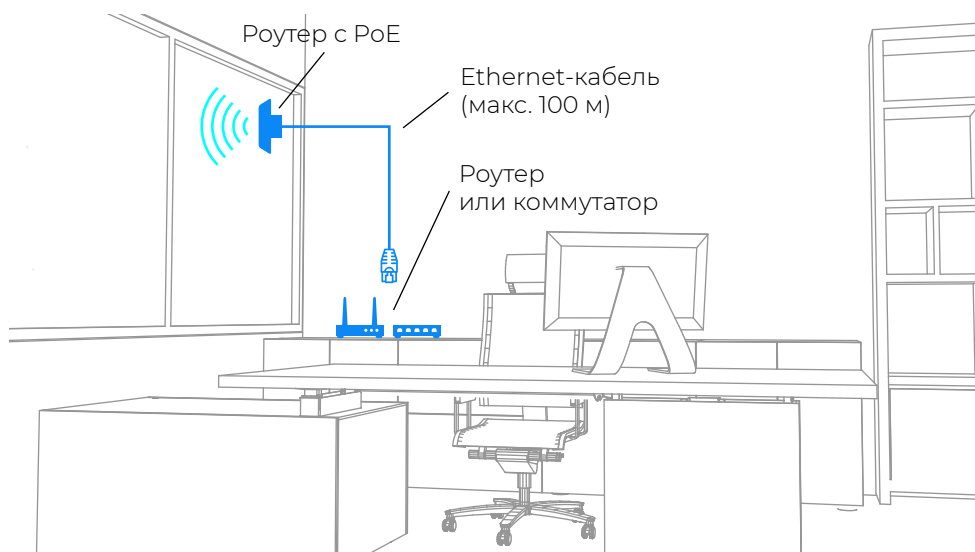 Роутер с PoE
Ethernet-кабель
(макс. 100 м)
Роутер
или коммутатор